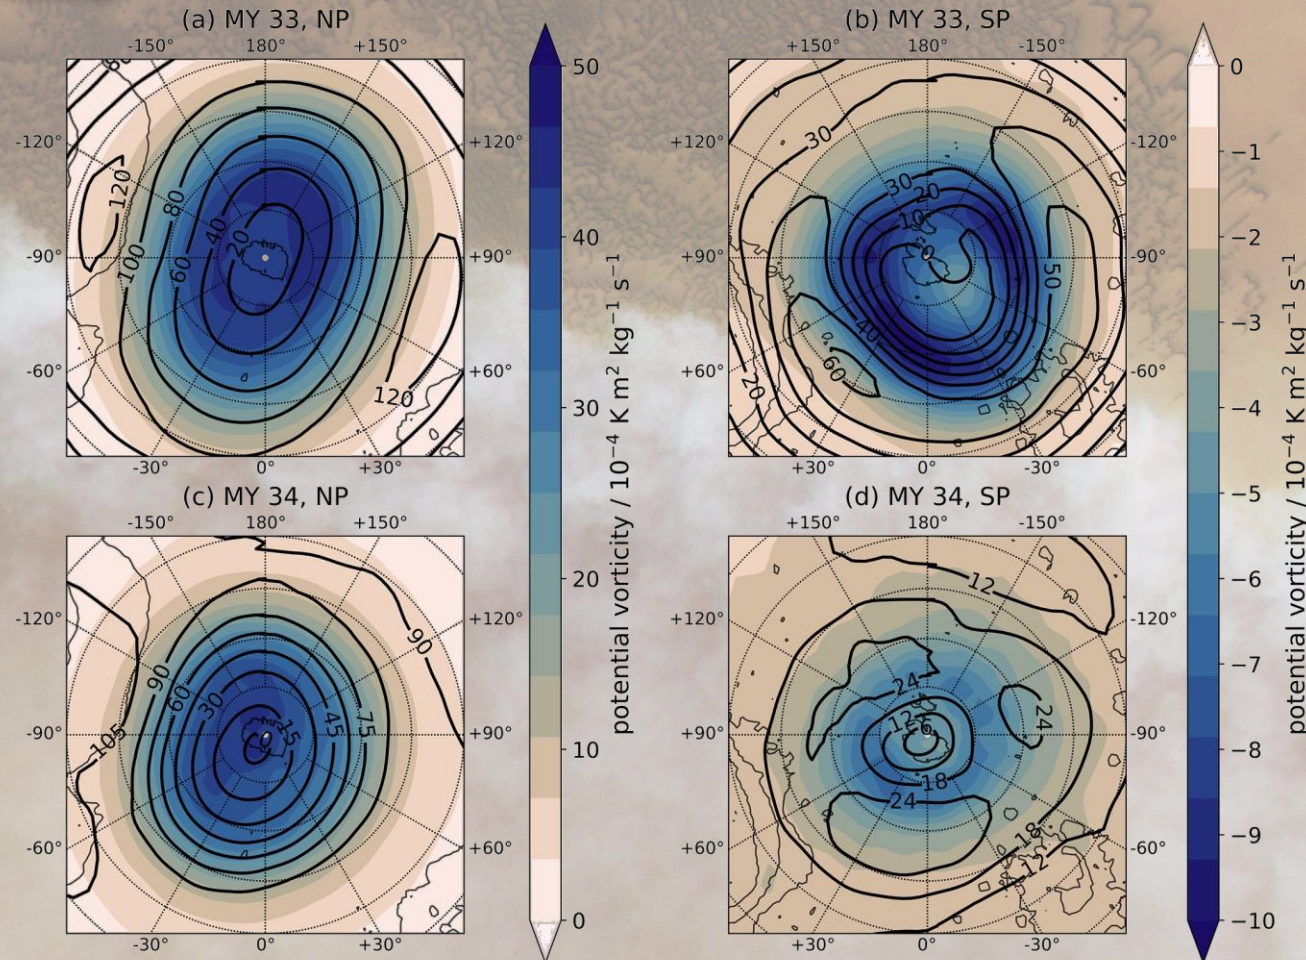 (a) MY 33, NP
(b) MY 33, SP
-150° 180° +150°
+150° 180° -150°
-120° +120°
+120° -120°
-90° +90°
+90° -90°
-60° +60°
+60° -60°
-30° 0° +30°
+30° 0° -30°
120 80 40 20 100 60 120
30 30 20 10 0 50 40 60 20 0
50
40
30
20
10
0
potential vorticity / 10⁻⁴ K m² kg⁻¹ s⁻¹
0
−1
−2
−3
−4
−5
−6
−7
−8
−9
−10
potential vorticity / 10⁻⁴ K m² kg⁻¹ s⁻¹
(c) MY 34, NP
(d) MY 34, SP
-150° 180° +150°
+150° 180° -150°
-120° +120°
+120° -120°
-90° +90°
+90° -90°
-60° +60°
+60° -60°
-30° 0° +30°
+30° 0° -30°
90 90 60 30 15 45 75 105
12 24 24 12 6 18 24 18 12